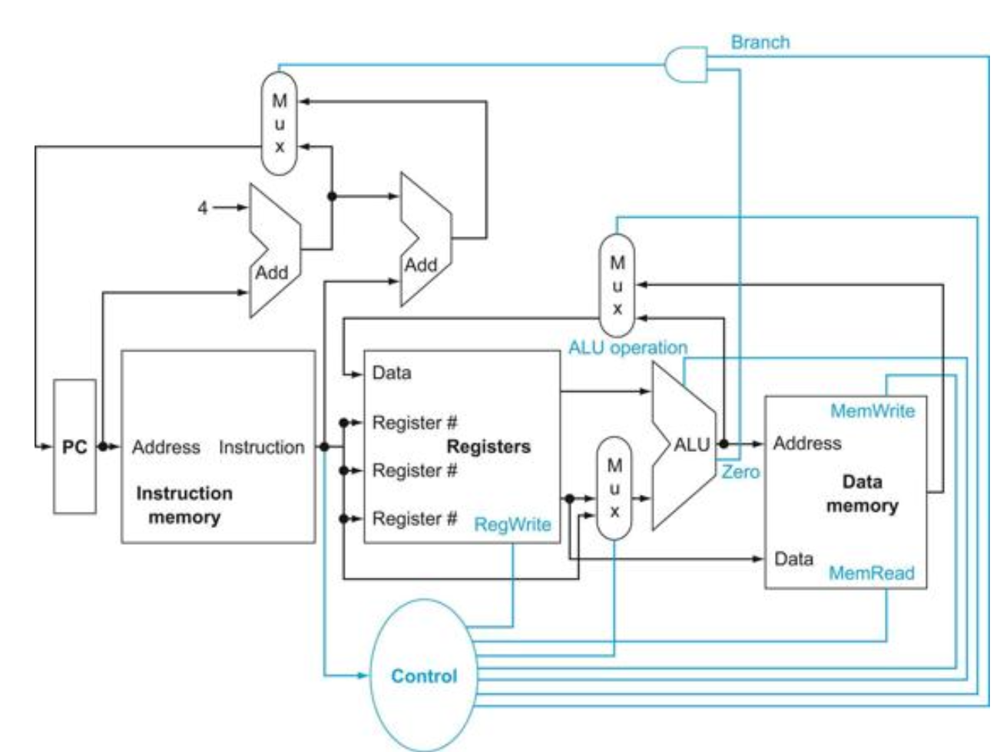 Branch
M
u
x
4
Add
Add
M
u
x
ALU operation
Data
Register #
Registers
Register #
Register #
RegWrite
PC
Address
Instruction
Instruction
memory
M
u
x
ALU
Zero
MemWrite
Address
Data
memory
Data
MemRead
Control